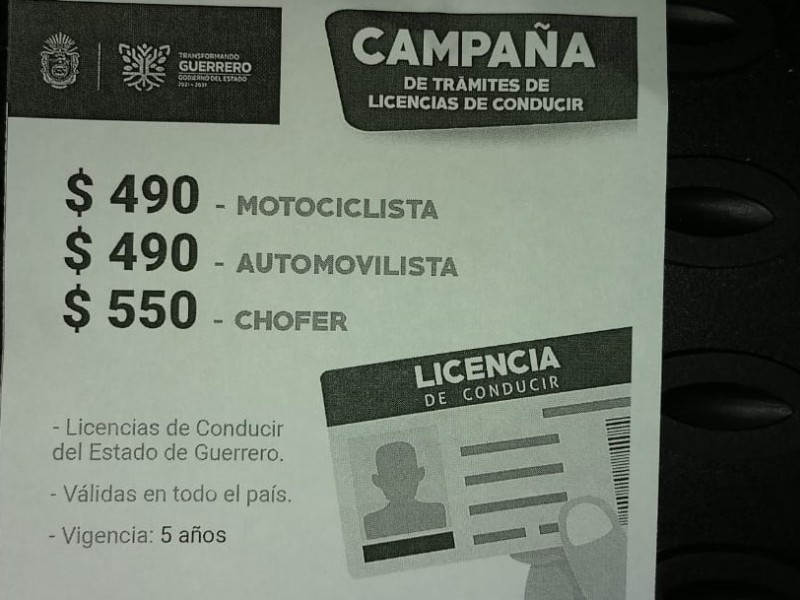 TRANSFORMANDO
GUERRERO
GOBIERNO DEL ESTADO
2021 - 2027
CAMPAÑA
DE TRÁMITES DE
LICENCIAS DE CONDUCIR
$ 490 - MOTOCICLISTA
$ 490 - AUTOMOVILISTA
$ 550 - CHOFER
LICENCIA
DE CONDUCIR
- Licencias de Conducir
del Estado de Guerrero.
- Válidas en todo el país.
- Vigencia: 5 años